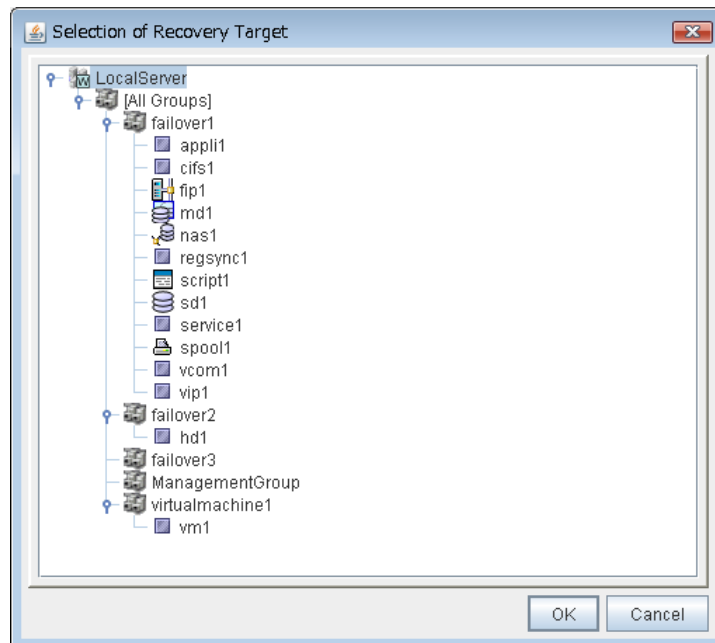 Selection of Recovery Target
LocalServer
[All Groups]
failover1
appli1
cifs1
fip1
md1
nas1
regsync1
script1
sd1
service1
spool1
vcom1
vip1
failover2
hd1
failover3
ManagementGroup
virtualmachine1
vm1
OK Cancel